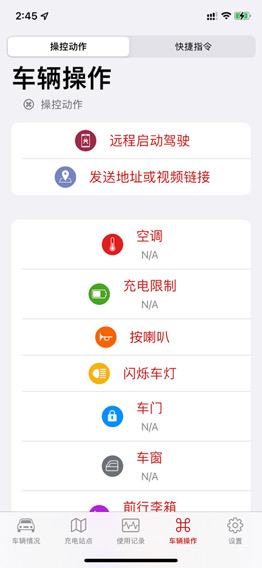 2:45
操控动作 快捷指令
车辆操作
操控动作
远程启动驾驶
发送地址或视频链接
空调
N/A
充电限制
N/A
按喇叭
闪烁车灯
车门
N/A
车窗
N/A
前行李箱
车辆情况 充电站点 使用记录 车辆操作 设置